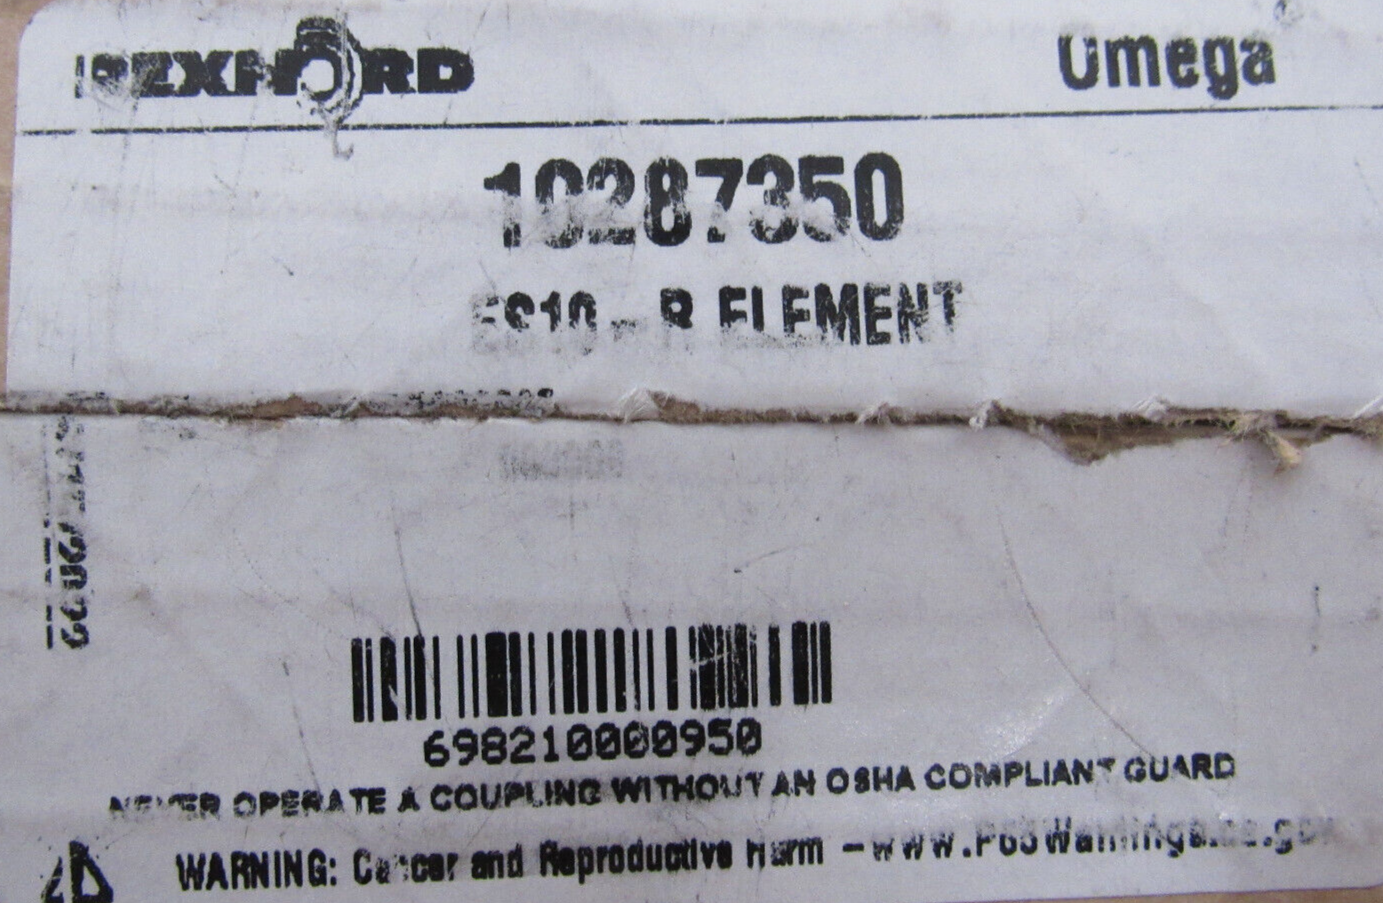 REXNORD
Omega
10287350
ES10 - R ELEMENT
698210000950
NEVER OPERATE A COUPLING WITHOUT AN OSHA COMPLIANT GUARD
WARNING: Cancer and Reproductive Harm -www.P65Warnings.ca.gov